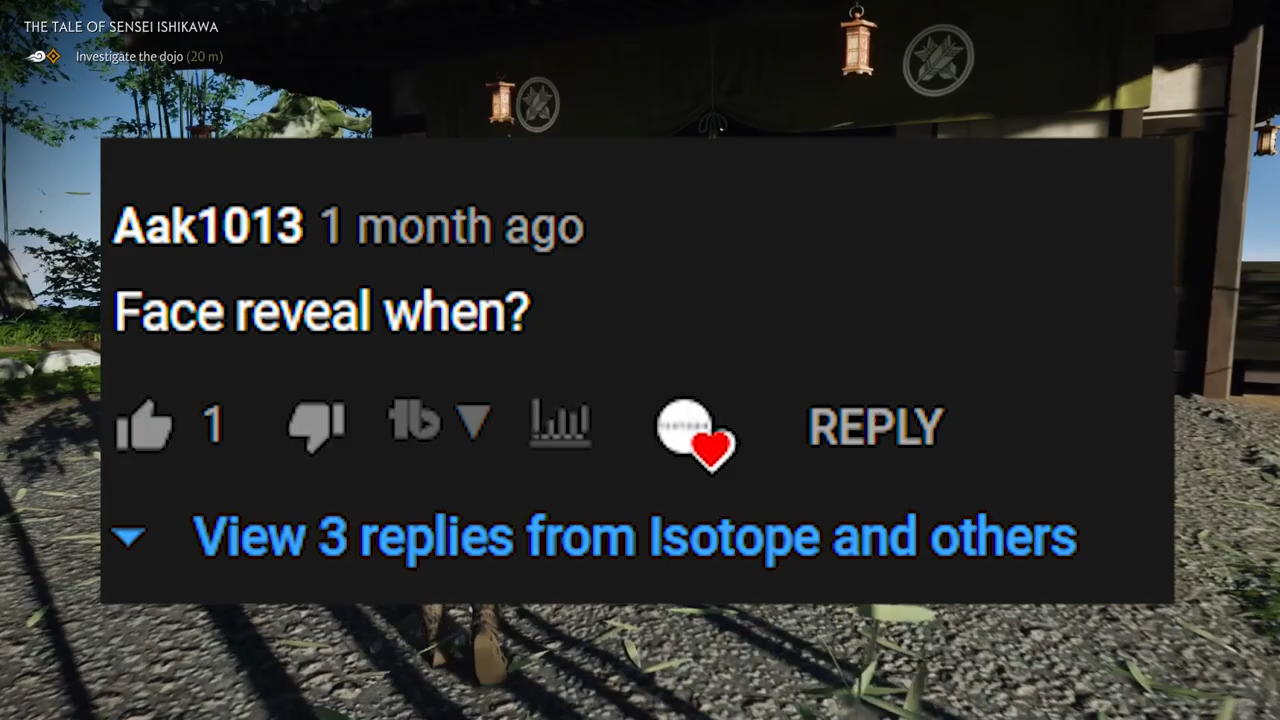 THE TALE OF SENSEI ISHIKAWA
Investigate the dojo (20 m)
Aak1013 1 month ago
Face reveal when?
1
REPLY
View 3 replies from Isotope and others